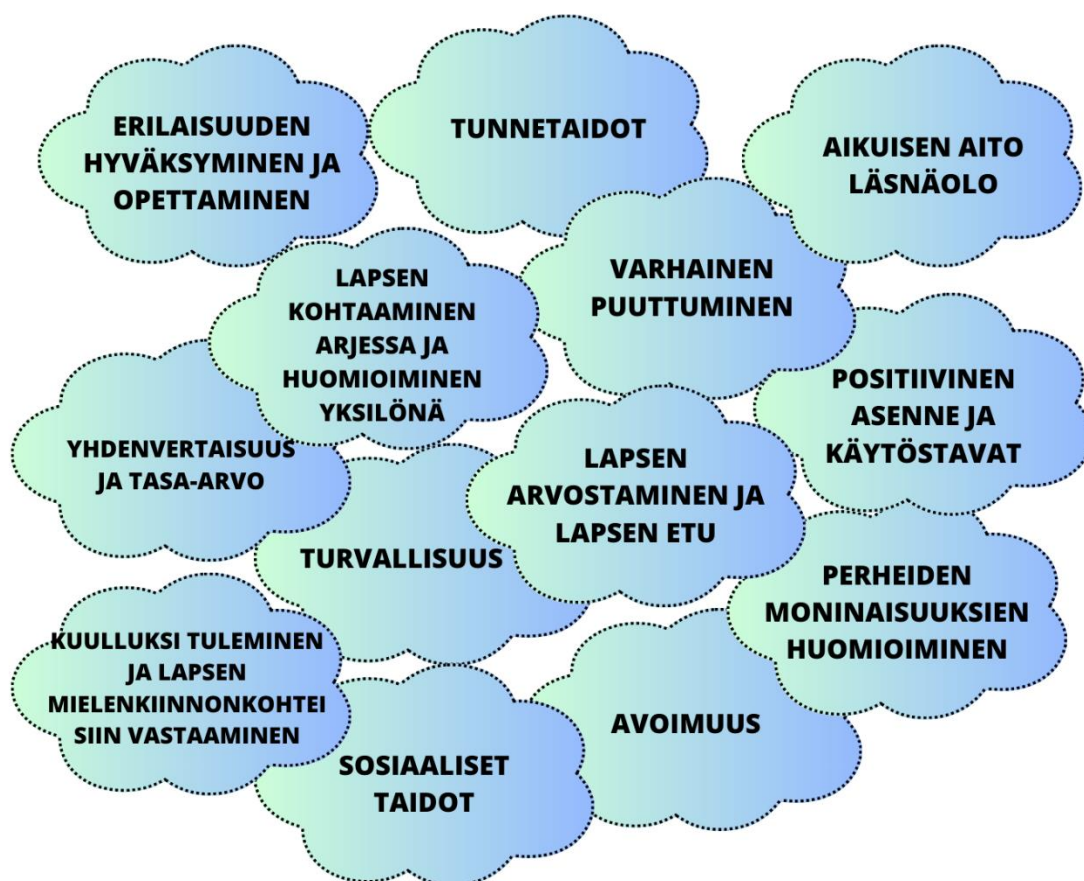 ERILAISUUDEN
HYVÄKSYMINEN JA
OPETTAMINEN
TUNNETAIDOT
AIKUISEN AITO
LÄSNÄOLO
LAPSEN
KOHTAAMINEN
ARJESSA JA
HUOMIOIMINEN
YKSILÖNÄ
VARHAINEN
PUUTTUMINEN
YHDENVERTAISUUS
JA TASA-ARVO
LAPSEN
ARVOSTAMINEN JA
LAPSEN ETU
POSITIIVINEN
ASENNE JA
KÄYTÖSTAVAT
TURVALLISUUS
PERHEIDEN
MONINAISUUKSIEN
HUOMIOIMINEN
KUULLUKSI TULEMINEN
JA LAPSEN
MIELENKIINNONKOHTEI
SIIN VASTAAMINEN
SOSIAALISET
TAIDOT
AVOIMUUS